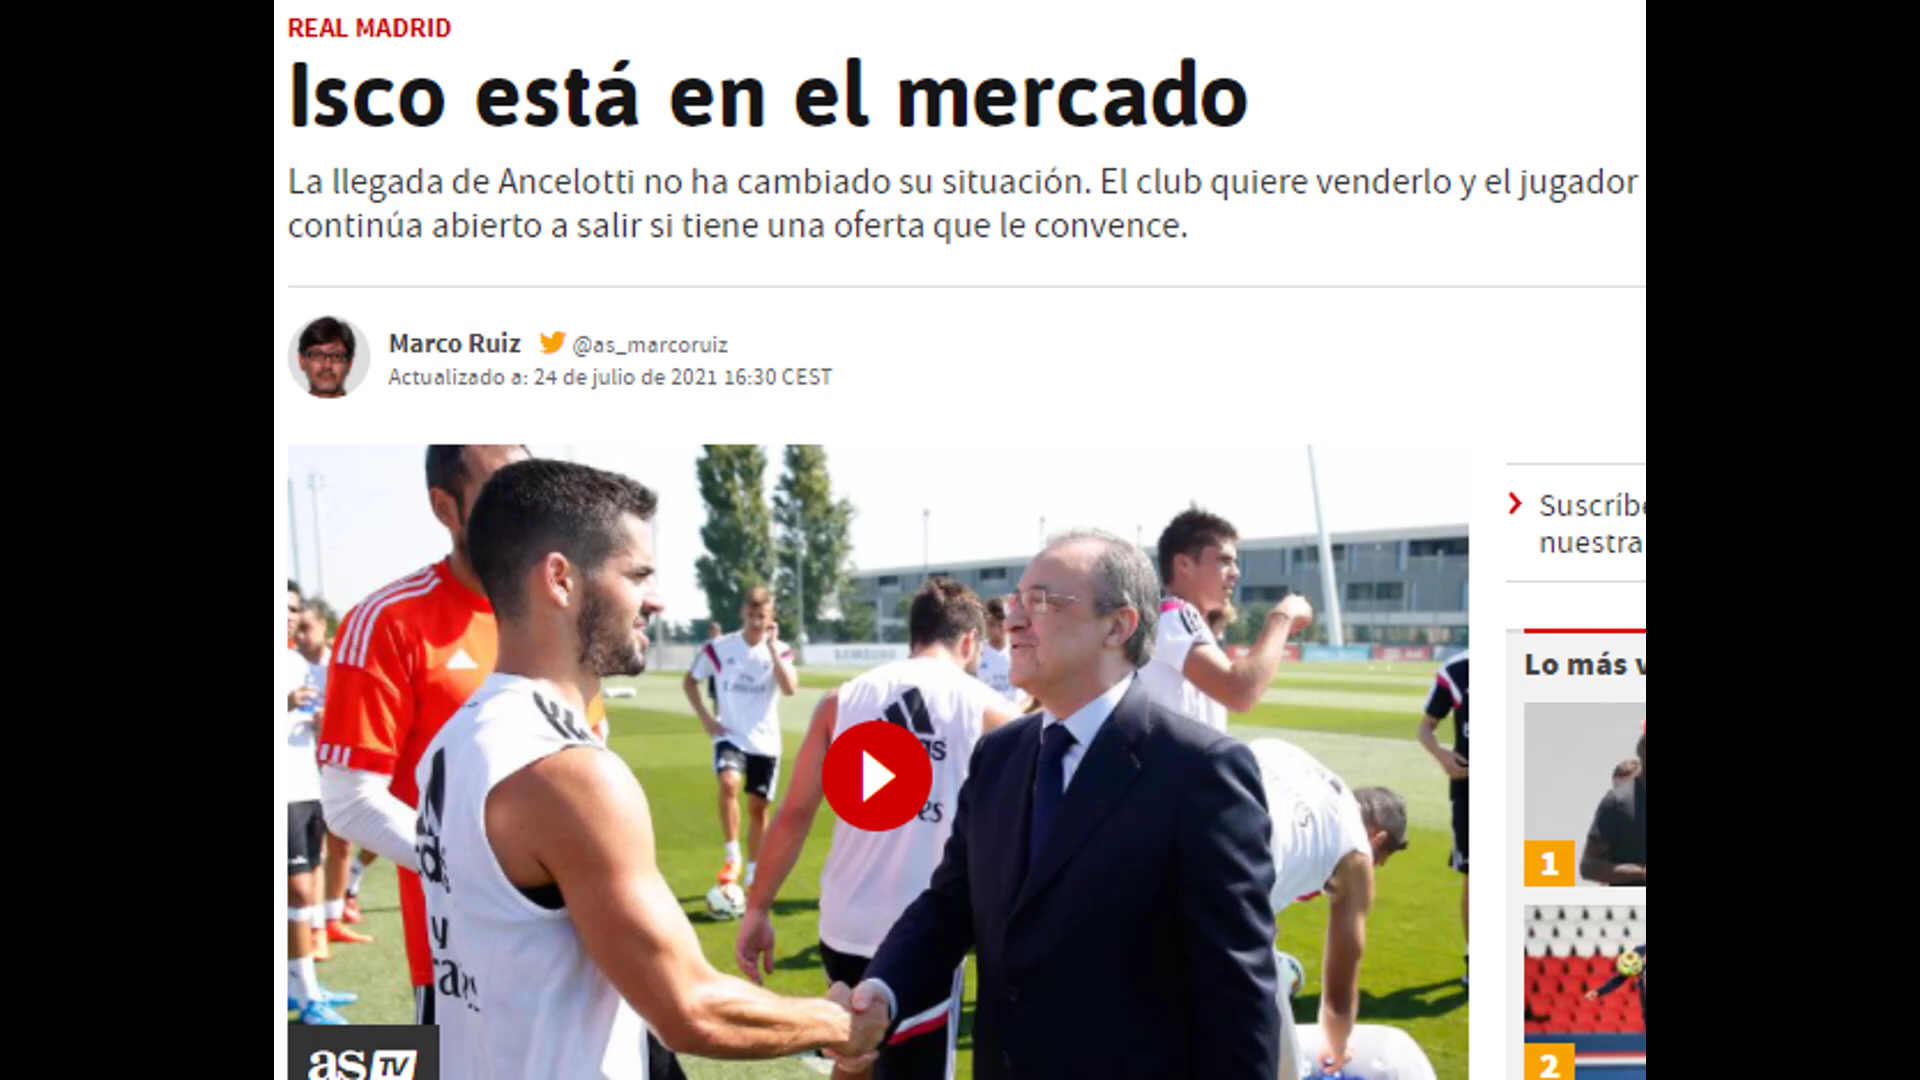 REAL MADRID
Isco está en el mercado
La llegada de Ancelotti no ha cambiado su situación. El club quiere venderlo y el jugador
continúa abierto a salir si tiene una oferta que le convence.
Marco Ruiz @as_marcoruiz
Actualizado a: 24 de julio de 2021 16:30 CEST
Suscríbe
nuestra
Lo más v
SAMSUNG
1
2
as TV